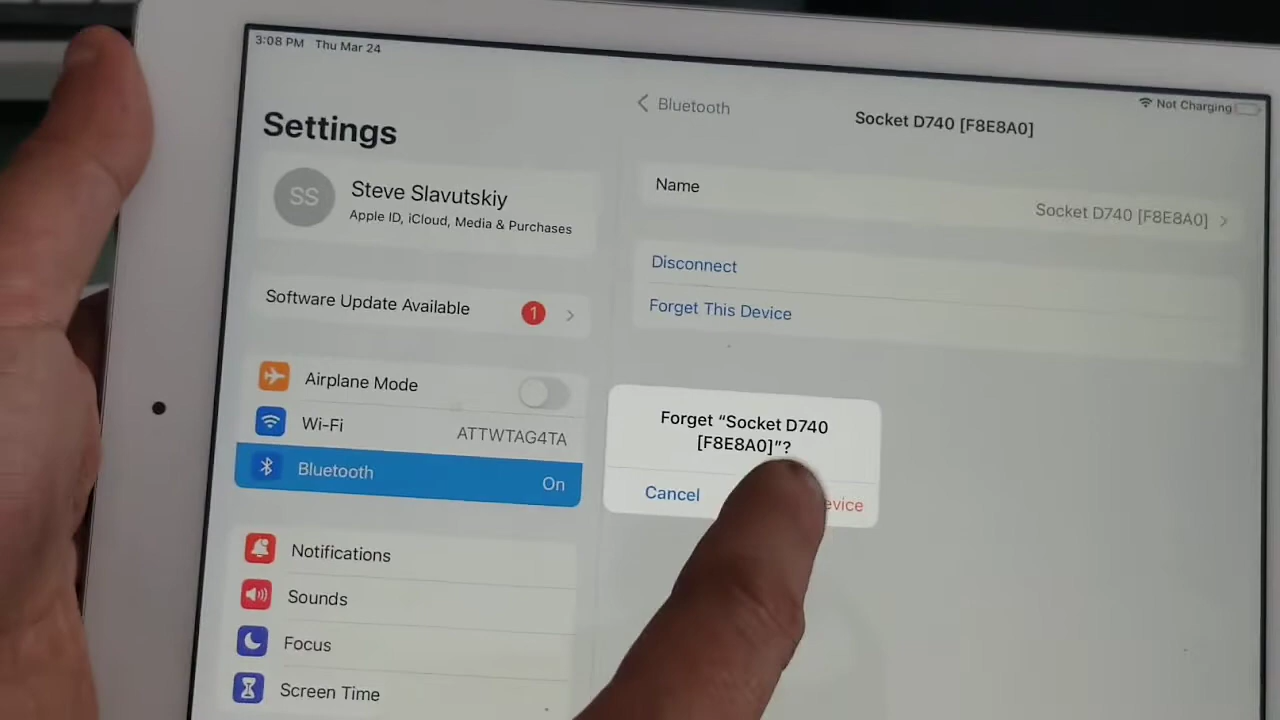 3:08 PM Thu Mar 24
Not Charging
Settings
SS
Steve Slavutskiy
Apple ID, iCloud, Media & Purchases
Software Update Available 1
Airplane Mode
Wi-Fi ATTWTAG4TA
Bluetooth On
Notifications
Sounds
Focus
Screen Time
Bluetooth
Socket D740 [F8E8A0]
Name Socket D740 [F8E8A0]
Disconnect
Forget This Device
Forget “Socket D740
[F8E8A0]”?
Cancel